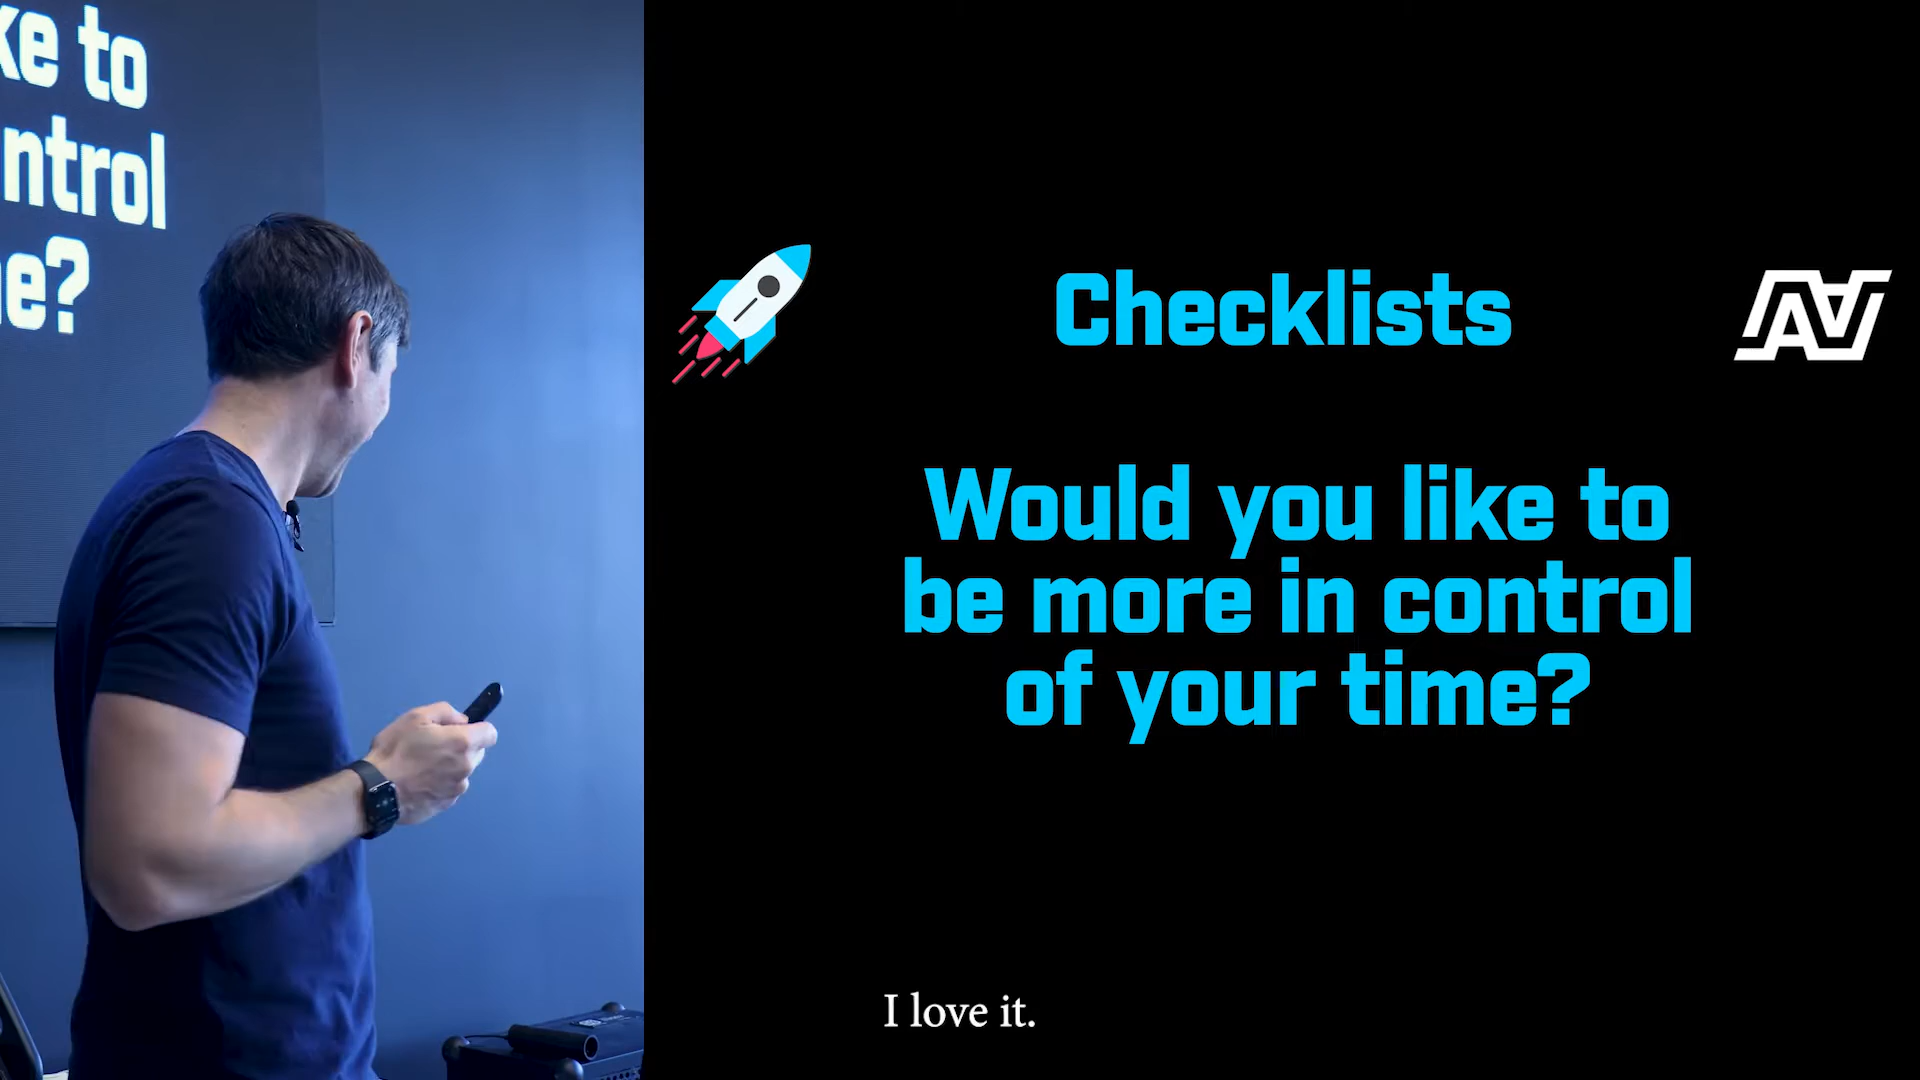 ke to
ntrol
e?
Checklists
Would you like to
be more in control
of your time?
I love it.